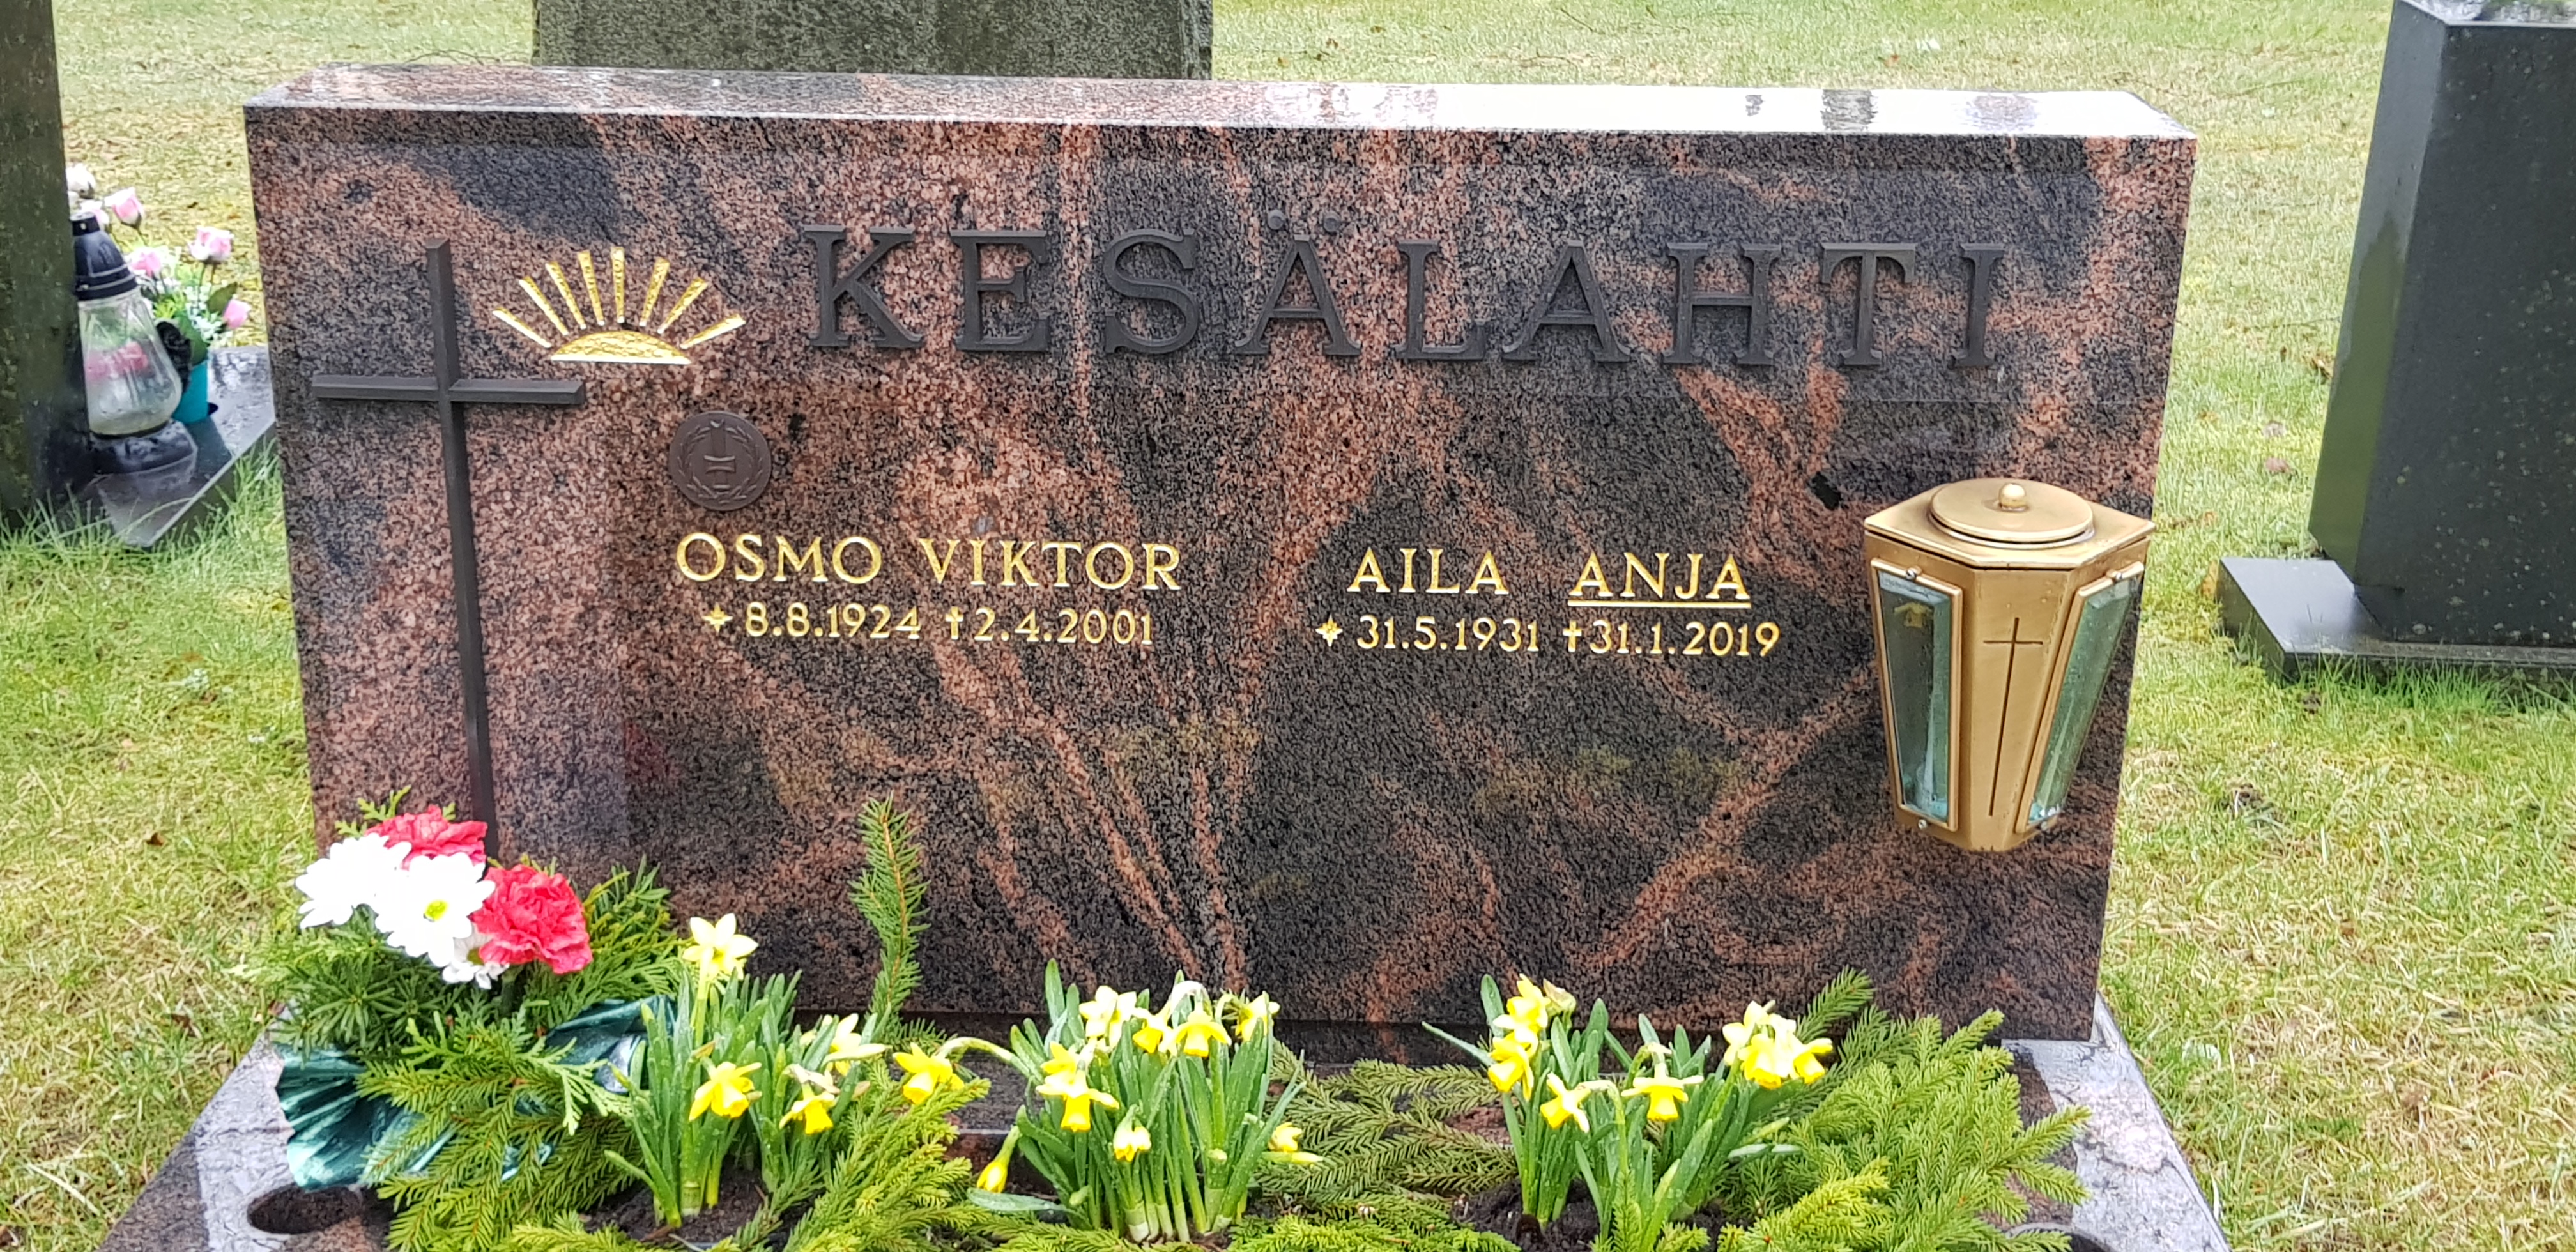 KESÄLAHTI
OSMO VIKTOR
8.8.1924 †2.4.2001
AILA ANJA
31.5.1931 †31.1.2019